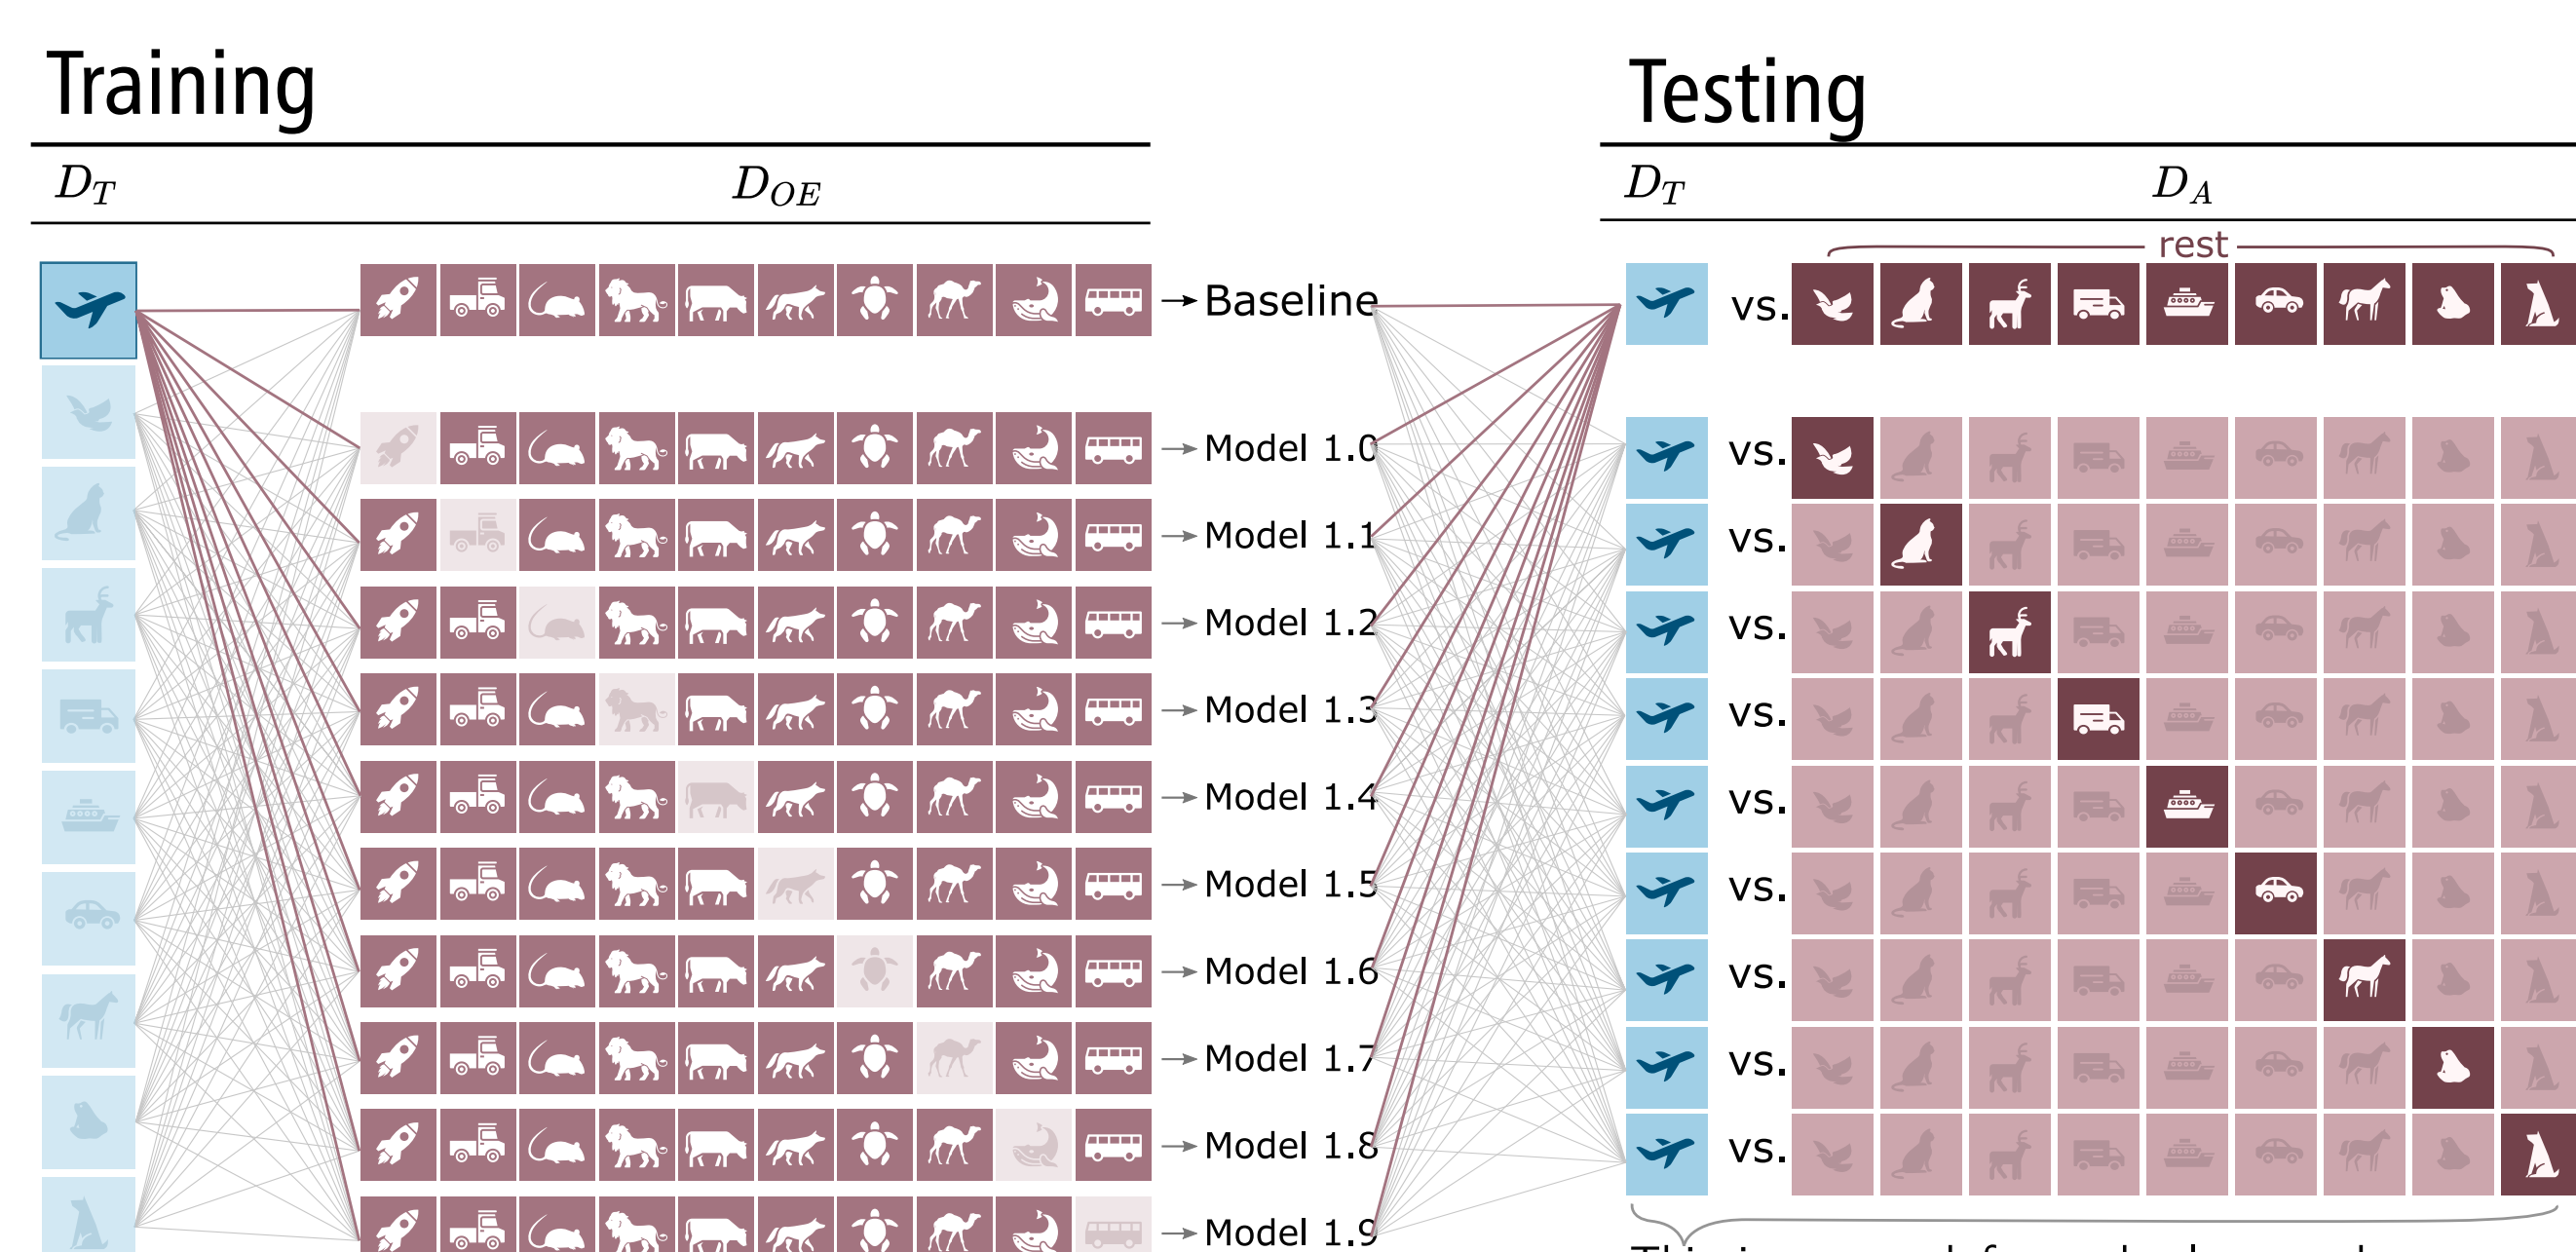 Training
Testing
D_T
D_OE
D_T
D_A
rest
Baseline
vs.
Model 1.0
vs.
Model 1.1
vs.
Model 1.2
vs.
Model 1.3
vs.
Model 1.4
vs.
Model 1.5
vs.
Model 1.6
vs.
Model 1.7
vs.
Model 1.8
vs.
Model 1.9